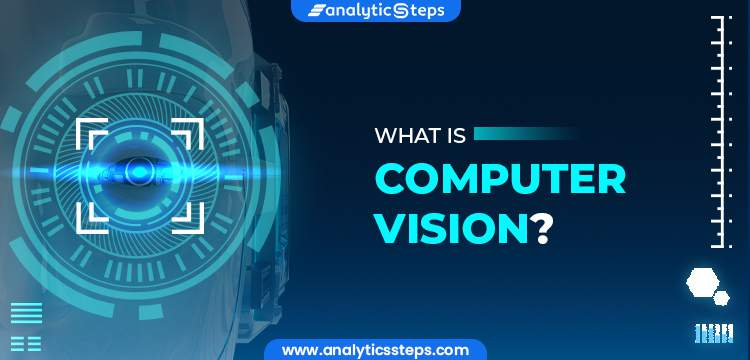 analyticSteps
WHAT IS
COMPUTER
VISION?
www.analyticssteps.com